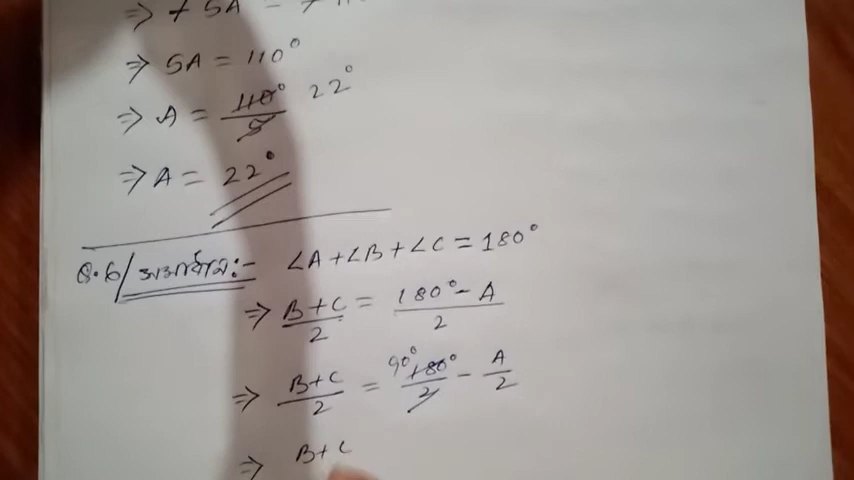 ⇒ 5A = 110°
⇒ A = 110°/5 22°
⇒ A = 22°
Q.6/ সমাধান:- ∠A+∠B+∠C = 180°
⇒ B+C/2 = 180°-A/2
⇒ B+C/2 = 90° 180°/2 - A/2
⇒ B+C